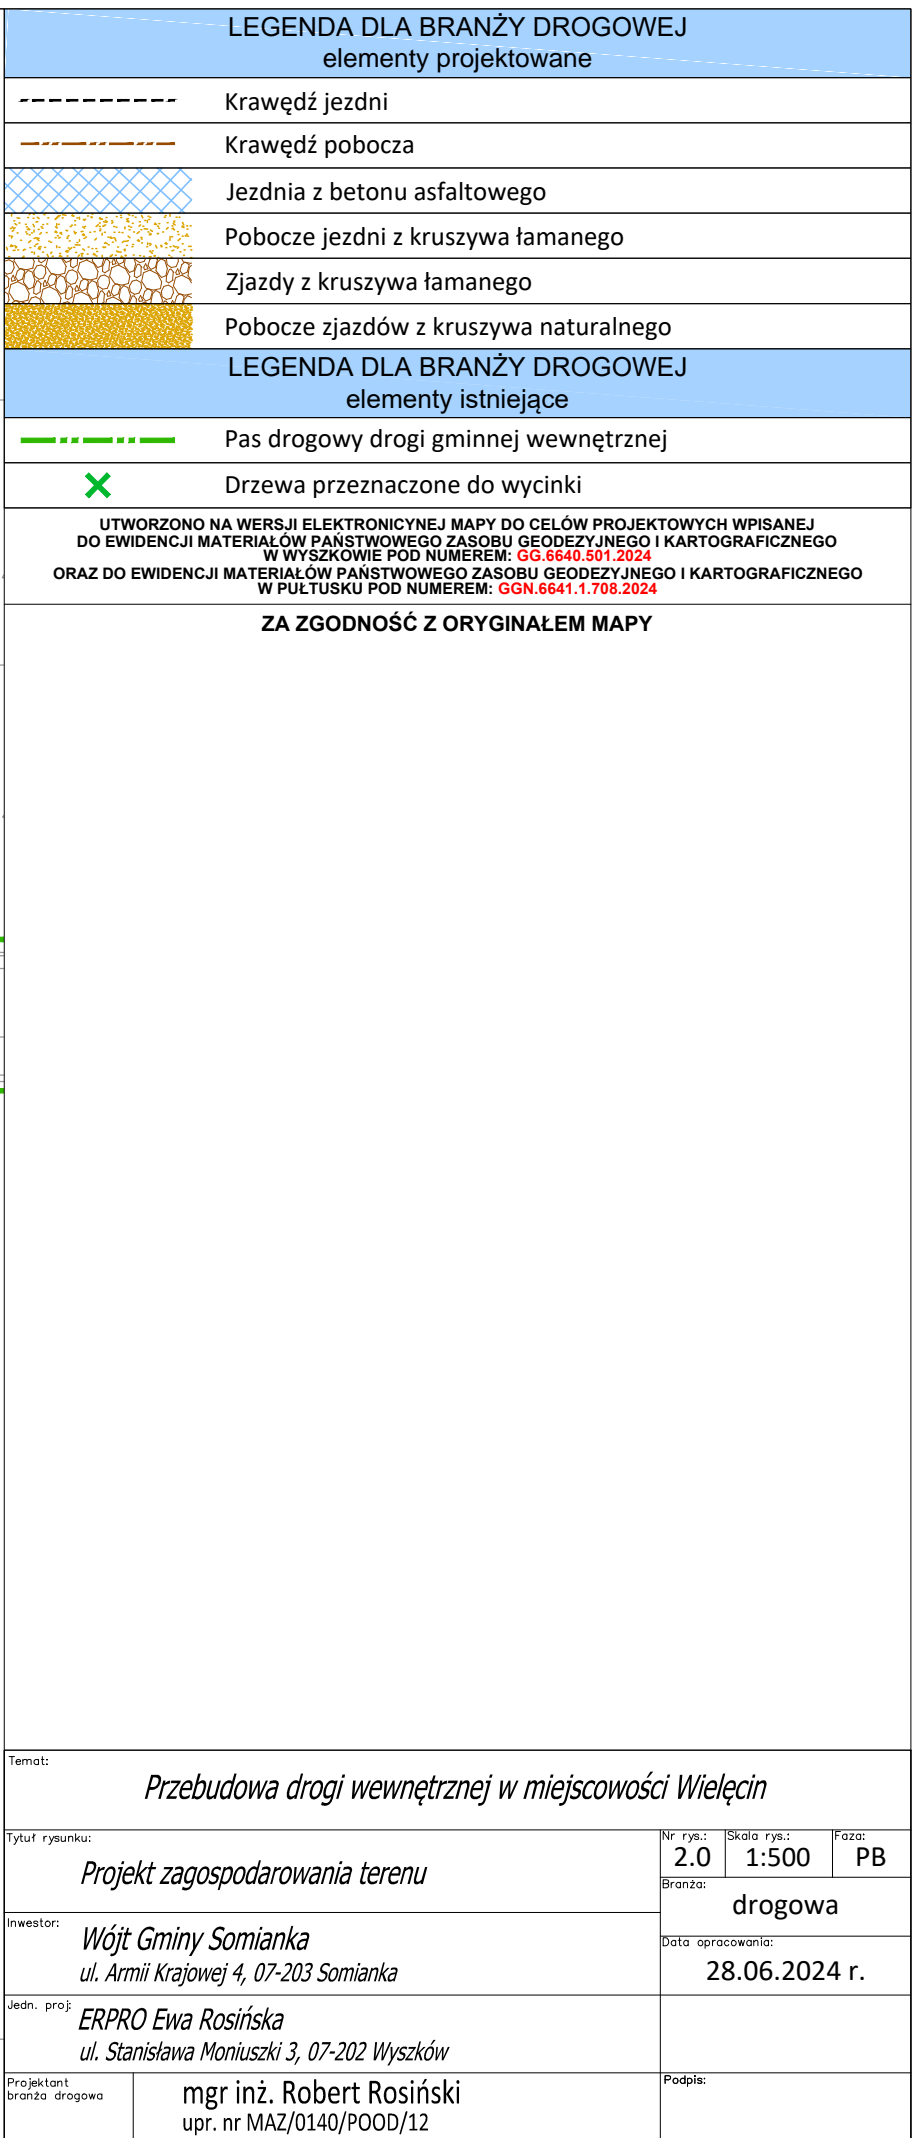 LEGENDA DLA BRANŻY DROGOWEJ
elementy projektowane
Krawędź jezdni
Krawędź pobocza
Jezdnia z betonu asfaltowego
Pobocze jezdni z kruszywa łamanego
Zjazdy z kruszywa łamanego
Pobocze zjazdów z kruszywa naturalnego
LEGENDA DLA BRANŻY DROGOWEJ
elementy istniejące
Pas drogowy drogi gminnej wewnętrznej
Drzewa przeznaczone do wycinki
UTWORZONO NA WERSJI ELEKTRONICYNEJ MAPY DO CELÓW PROJEKTOWYCH WPISANEJ
DO EWIDENCJI MATERIAŁÓW PAŃSTWOWEGO ZASOBU GEODEZYJNEGO I KARTOGRAFICZNEGO
W WYSZKOWIE POD NUMEREM: GG.6640.501.2024
ORAZ DO EWIDENCJI MATERIAŁÓW PAŃSTWOWEGO ZASOBU GEODEZYJNEGO I KARTOGRAFICZNEGO
W PUŁTUSKU POD NUMEREM: GGN.6641.1.708.2024
ZA ZGODNOŚĆ Z ORYGINAŁEM MAPY
Temat:
Przebudowa drogi wewnętrznej w miejscowości Wielęcin
Tytuł rysunku:
Projekt zagospodarowania terenu
Nr rys.: Skala rys.: Faza:
2.0 1:500 PB
Branża:
drogowa
Inwestor:
Wójt Gminy Somianka
ul. Armii Krajowej 4, 07-203 Somianka
Data opracowania:
28.06.2024 r.
Jedn. proj:
ERPRO Ewa Rosińska
ul. Stanisława Moniuszki 3, 07-202 Wyszków
Projektant
branża drogowa
mgr inż. Robert Rosiński
upr. nr MAZ/0140/POOD/12
Podpis: